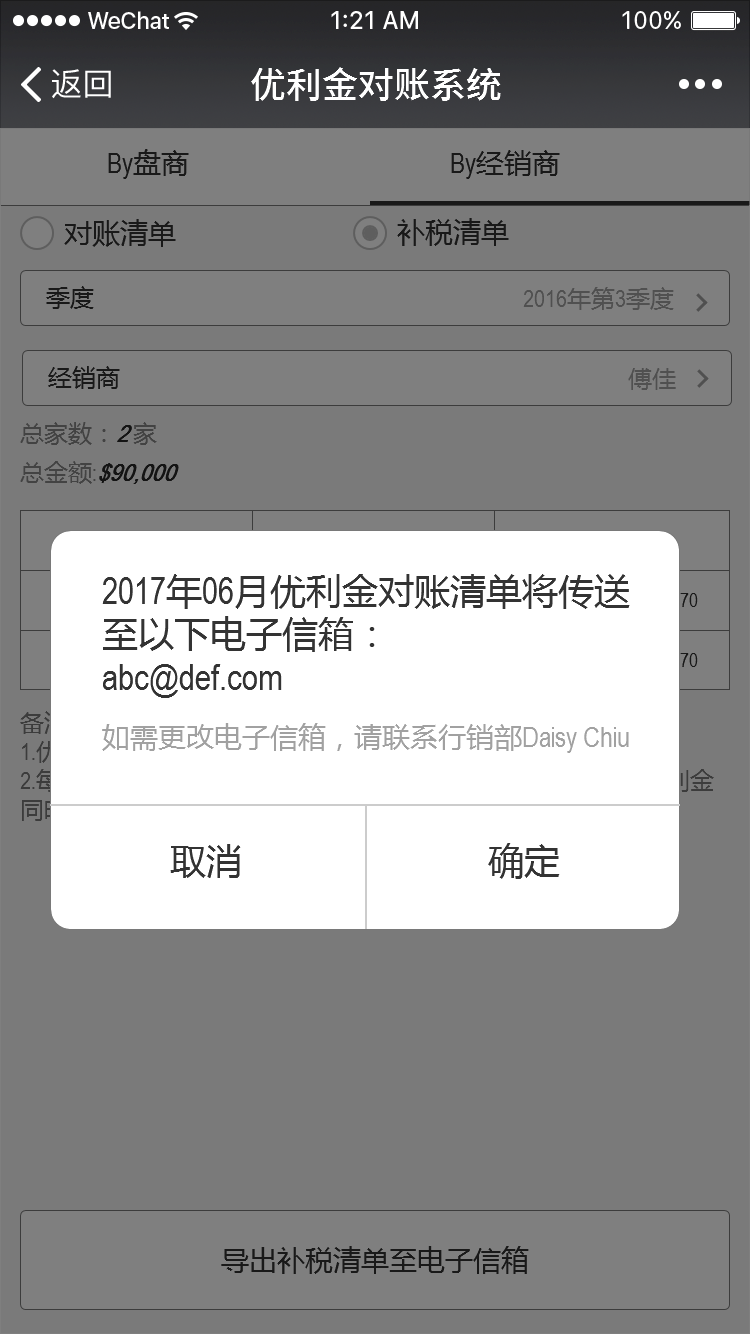 WeChat 1:21 AM 100%
返回 优利金对账系统
By盘商 By经销商
对账清单 补税清单
季度 2016年第3季度
经销商 傅佳
总家数：2家
总金额:$90,000
2017年06月优利金对账清单将传送
至以下电子信箱：
abc@def.com
如需更改电子信箱，请联系行销部Daisy Chiu
取消 确定
70
70
备
1.优
2.每 利金
同时
导出补税清单至电子信箱